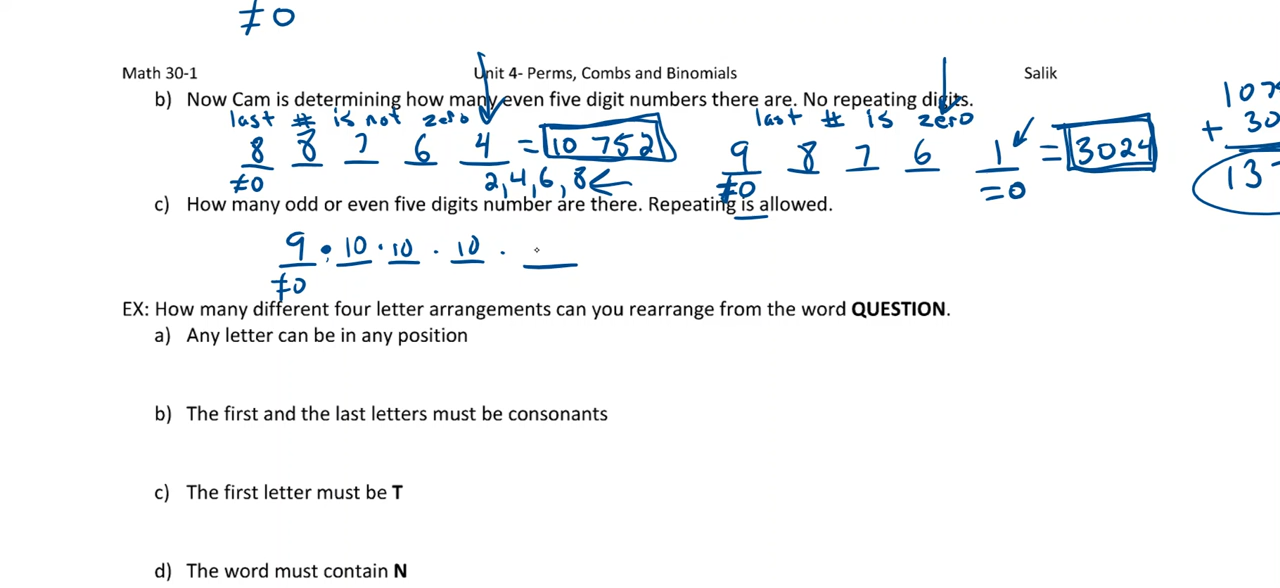 ≠0
Math 30-1 Unit 4- Perms, Combs and Binomials Salik
b) Now Cam is determining how many even five digit numbers there are. No repeating digits.
last # is not zero last # is zero
8 8 7 6 4 = 10 752 9 8 7 6 1 = 3024
≠0 2, 4, 6, 8 ≠0 =0
+ 30
13
c) How many odd or even five digits number are there. Repeating is allowed.
9 · 10 · 10 · 10 ·
≠0
EX: How many different four letter arrangements can you rearrange from the word QUESTION.
a) Any letter can be in any position
b) The first and the last letters must be consonants
c) The first letter must be T
d) The word must contain N